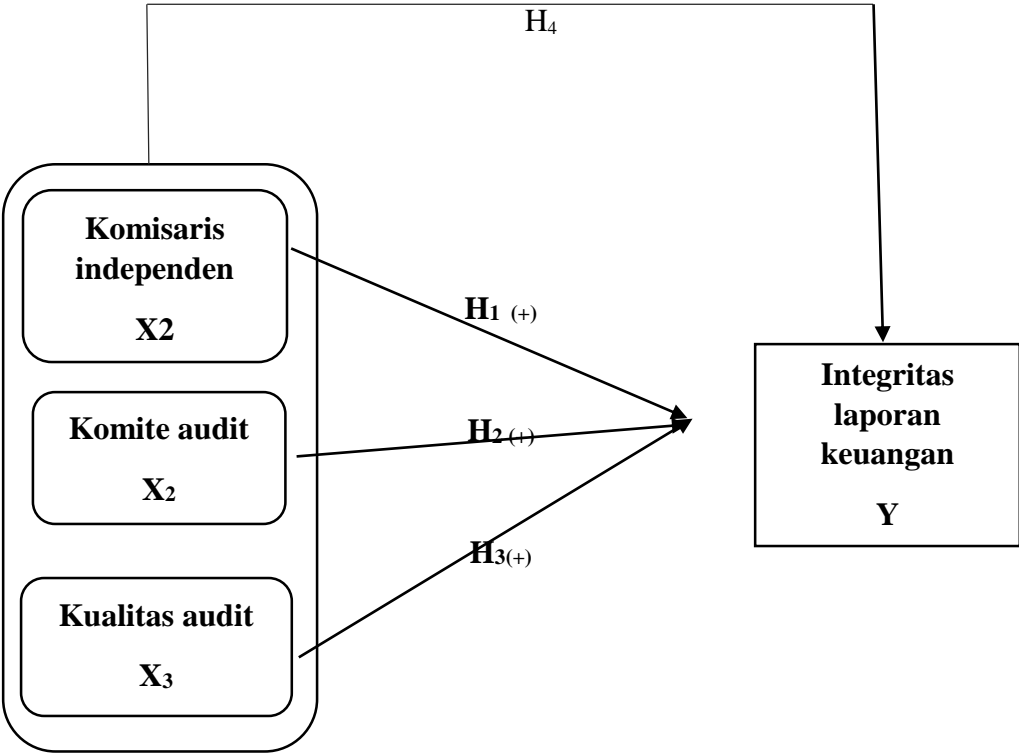 H₄
Komisaris
independen
X2
H₁ (+)
Komite audit
X₂
H₂ (+)
Kualitas audit
X₃
H₃(+)
Integritas
laporan
keuangan
Y